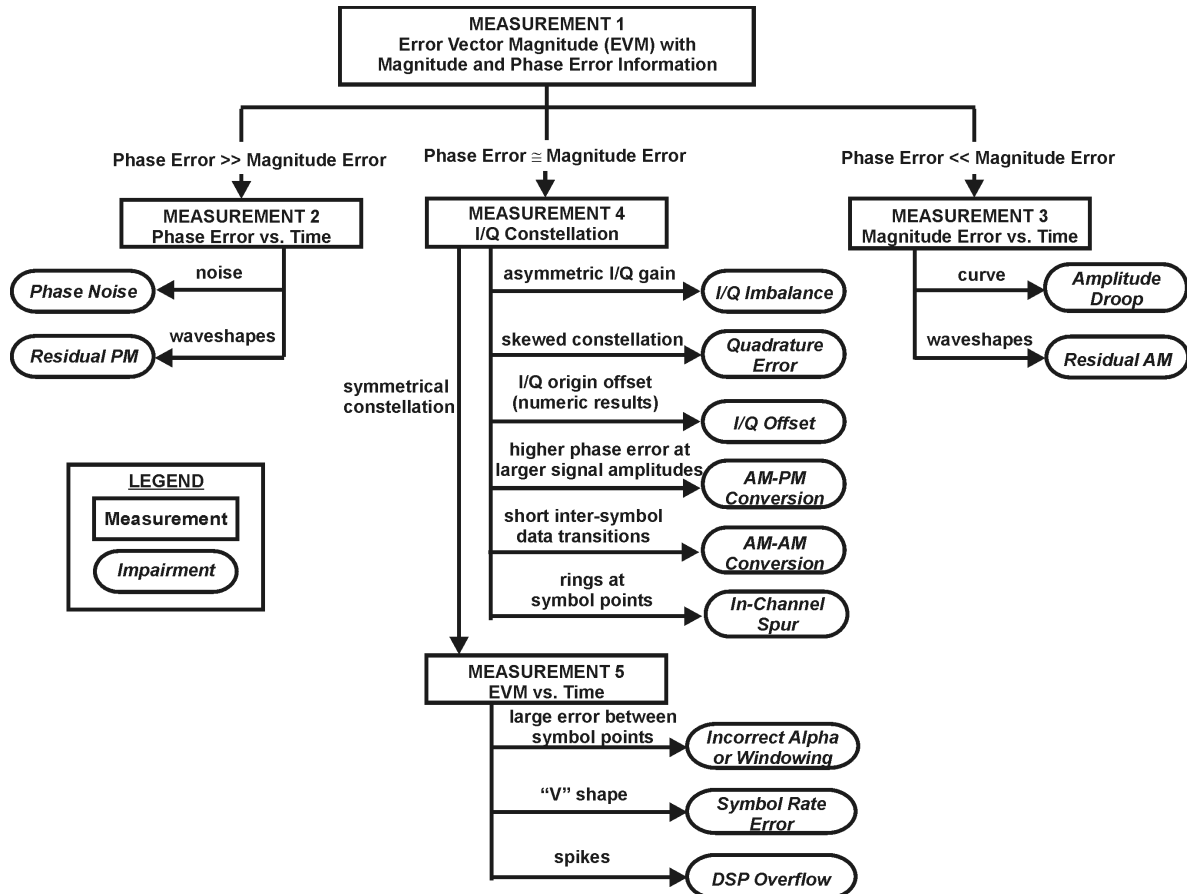 MEASUREMENT 1
Error Vector Magnitude (EVM) with
Magnitude and Phase Error Information
Phase Error >> Magnitude Error
Phase Error ≅ Magnitude Error
Phase Error << Magnitude Error
MEASUREMENT 2
Phase Error vs. Time
MEASUREMENT 4
I/Q Constellation
MEASUREMENT 3
Magnitude Error vs. Time
noise
Phase Noise
waveshapes
Residual PM
asymmetric I/Q gain
I/Q Imbalance
skewed constellation
Quadrature
Error
I/Q origin offset
(numeric results)
I/Q Offset
higher phase error at
larger signal amplitudes
AM-PM
Conversion
short inter-symbol
data transitions
AM-AM
Conversion
rings at
symbol points
In-Channel
Spur
curve
Amplitude
Droop
waveshapes
Residual AM
symmetrical
constellation
LEGEND
Measurement
Impairment
MEASUREMENT 5
EVM vs. Time
large error between
symbol points
Incorrect Alpha
or Windowing
“V” shape
Symbol Rate
Error
spikes
DSP Overflow